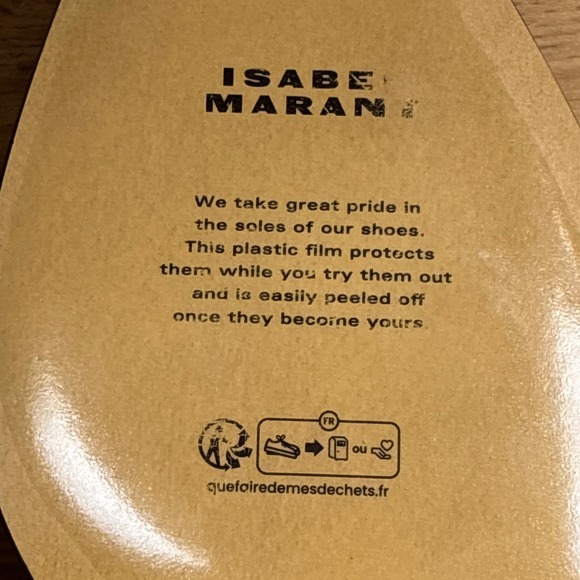 ISABE
MARAN
We take great pride in
the soles of our shoes.
This plastic film protects
them while you try them out
and is easily peeled off
once they become yours
FR
ou
quefairedemesdechets.fr